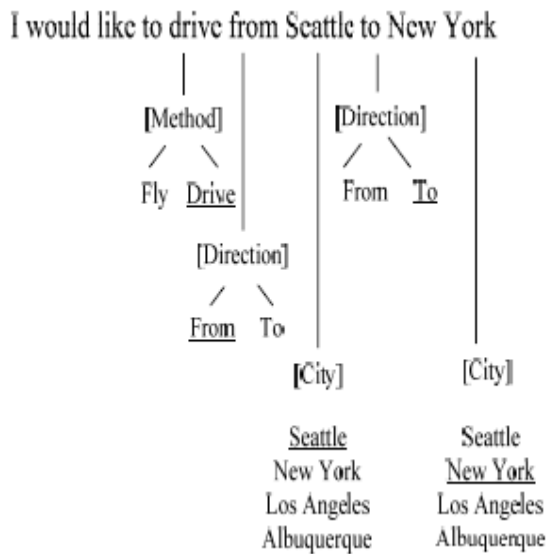 I would like to drive from Seattle to New York
[Method] [Direction]
Fly Drive From To
[Direction]
From To
[City] [City]
Seattle Seattle
New York New York
Los Angeles Los Angeles
Albuquerque Albuquerque